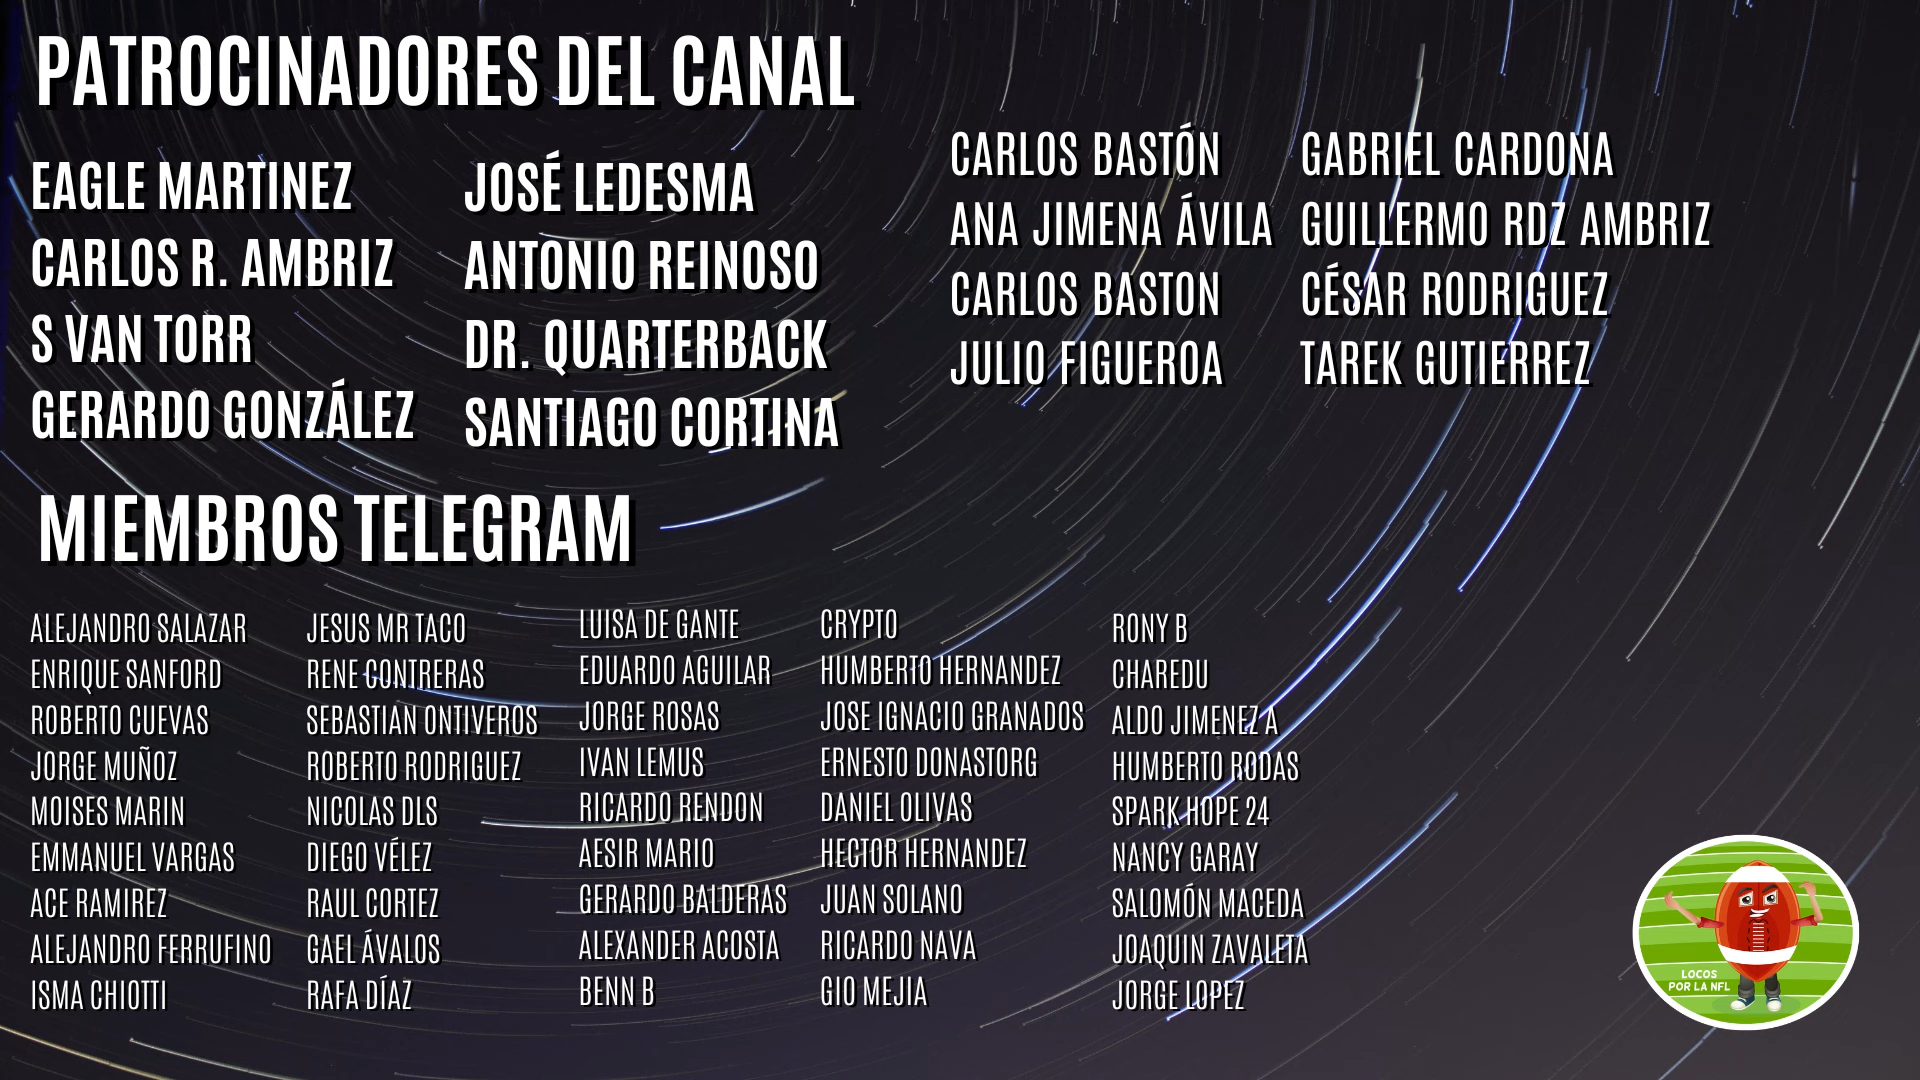 PATROCINADORES DEL CANAL
EAGLE MARTINEZ
CARLOS R. AMBRIZ
S VAN TORR
GERARDO GONZÁLEZ
JOSÉ LEDESMA
ANTONIO REINOSO
DR. QUARTERBACK
SANTIAGO CORTINA
CARLOS BASTÓN
ANA JIMENA ÁVILA
CARLOS BASTON
JULIO FIGUEROA
GABRIEL CARDONA
GUILLERMO RDZ AMBRIZ
CÉSAR RODRIGUEZ
TAREK GUTIERREZ
MIEMBROS TELEGRAM
ALEJANDRO SALAZAR
ENRIQUE SANFORD
ROBERTO CUEVAS
JORGE MUÑOZ
MOISES MARIN
EMMANUEL VARGAS
ACE RAMIREZ
ALEJANDRO FERRUFINO
ISMA CHIOTTI
JESUS MR TACO
RENE CONTRERAS
SEBASTIAN ONTIVEROS
ROBERTO RODRIGUEZ
NICOLAS DLS
DIEGO VÉLEZ
RAUL CORTEZ
GAEL ÁVALOS
RAFA DÍAZ
LUISA DE GANTE
EDUARDO AGUILAR
JORGE ROSAS
IVAN LEMUS
RICARDO RENDON
AESIR MARIO
GERARDO BALDERAS
ALEXANDER ACOSTA
BENN B
CRYPTO
HUMBERTO HERNANDEZ
JOSE IGNACIO GRANADOS
ERNESTO DONASTORG
DANIEL OLIVAS
HECTOR HERNANDEZ
JUAN SOLANO
RICARDO NAVA
GIO MEJIA
RONY B
CHAREDU
ALDO JIMENEZ A
HUMBERTO RODAS
SPARK HOPE 24
NANCY GARAY
SALOMÓN MACEDA
JOAQUIN ZAVALETA
JORGE LOPEZ
LOCOS
POR LA NFL